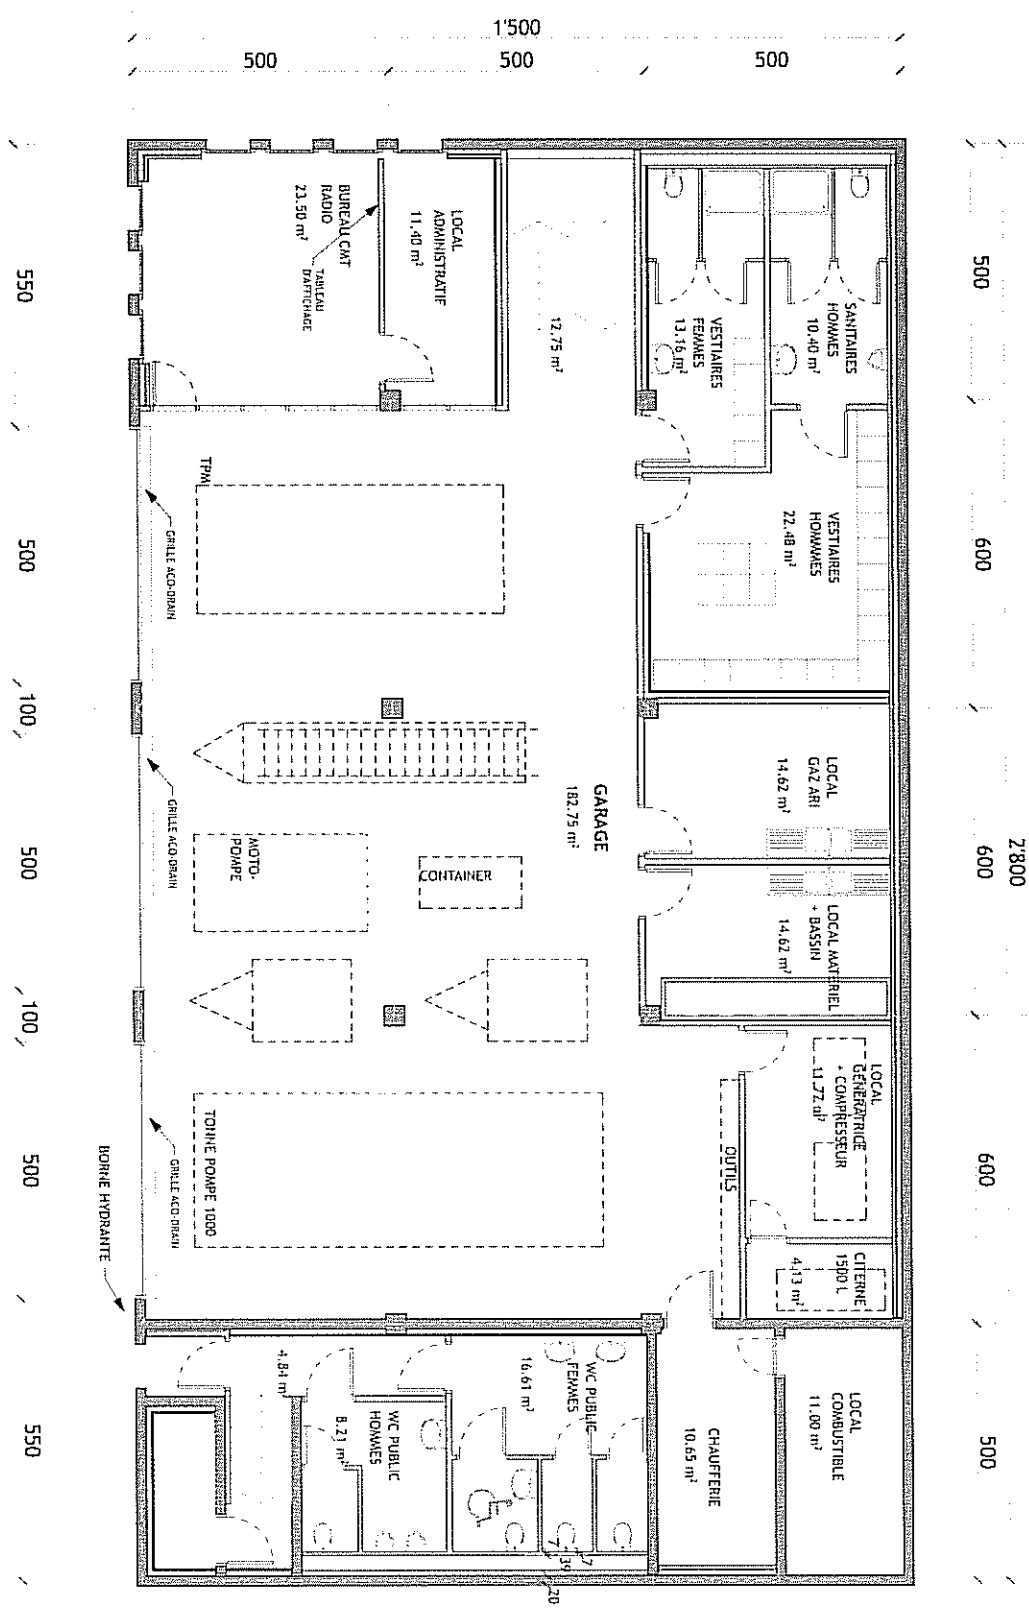 1'500
500
500
500
2'800
500
600
600
600
500
550
500
100
500
100
500
550
BUREAU CMT
RADIO
23.50 m²
TABLEAU
D'AFFICHAGE
LOCAL
ADMINISTRATIF
11.40 m²
12.75 m²
VESTIAIRES
FEMMES
13.16 m²
SANITAIRES
HOMMES
10.40 m²
VESTIAIRES
HOMMMES
22.48 m²
TPM
GRILLE ACO-DRAIN
GARAGE
182.75 m²
LOCAL
GAZ ARI
14.62 m²
LOCAL MATERIEL
+ BASSIN
14.62 m²
MOTO-
POMPE
CONTAINER
GRILLE ACO-DRAIN
LOCAL
GENERATRICE
+ COMPRESSEUR
11.77 m²
OUTILS
CITERNE
1500 L
4.13 m²
TONNE POMPE 1000
GRILLE ACO-DRAIN
BORNE HYDRANTE
4.84 m²
WC PUBLIC
HOMMES
8.21 m²
WC PUBLIC
FEMMES
16.61 m²
CHAUFFERIE
10.65 m²
LOCAL
COMBUSTIBLE
11.00 m²
7
39
7
20